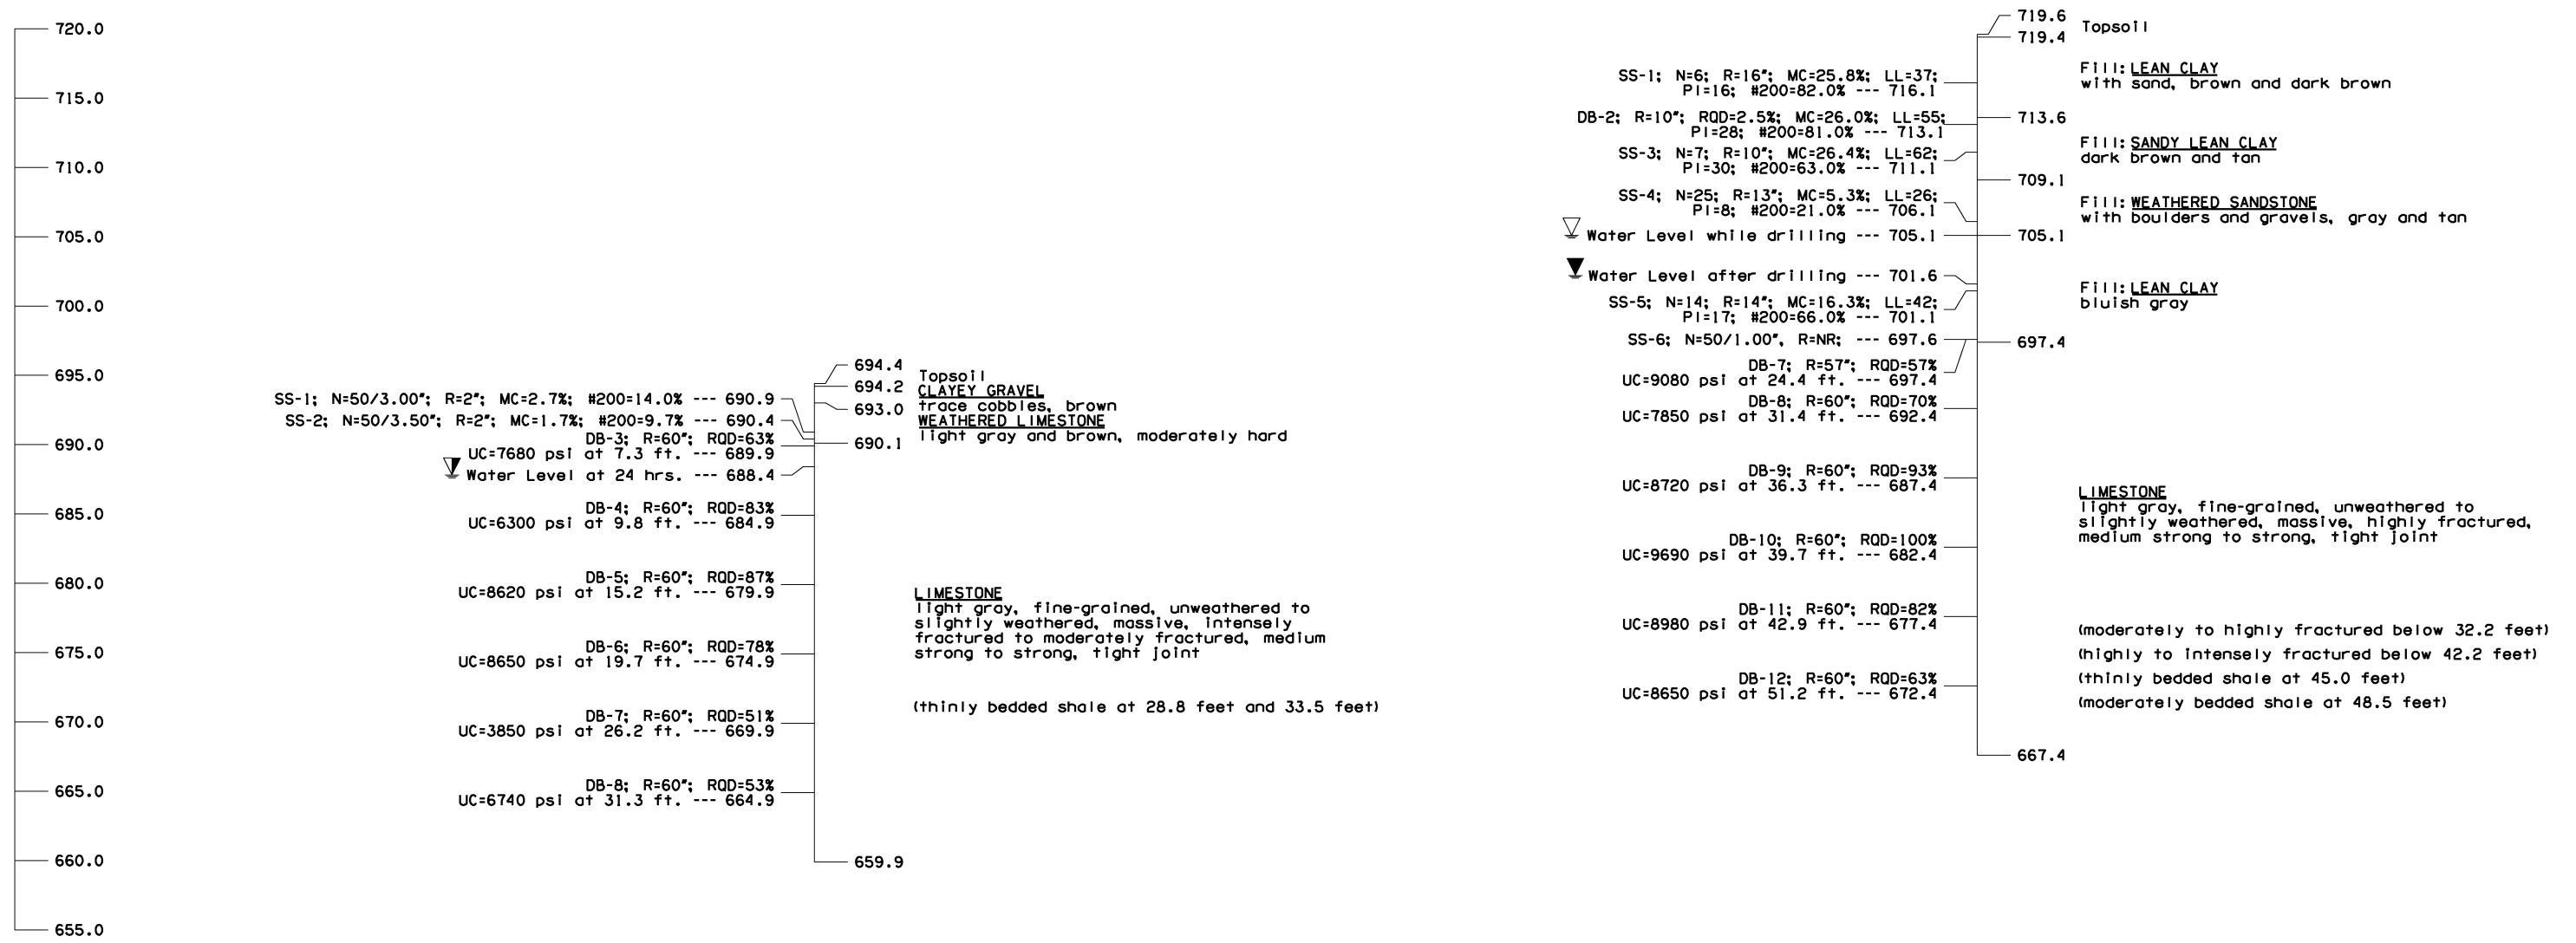 720.0
715.0
710.0
705.0
700.0
695.0
690.0
685.0
680.0
675.0
670.0
665.0
660.0
655.0
SS-1; N=50/3.00"; R=2"; MC=2.7%; #200=14.0% --- 690.9
SS-2; N=50/3.50"; R=2"; MC=1.7%; #200=9.7% --- 690.4
DB-3; R=60"; RQD=63%
UC=7680 psi at 7.3 ft. --- 689.9
Water Level at 24 hrs. --- 688.4
DB-4; R=60"; RQD=83%
UC=6300 psi at 9.8 ft. --- 684.9
DB-5; R=60"; RQD=87%
UC=8620 psi at 15.2 ft. --- 679.9
DB-6; R=60"; RQD=78%
UC=8650 psi at 19.7 ft. --- 674.9
DB-7; R=60"; RQD=51%
UC=3850 psi at 26.2 ft. --- 669.9
DB-8; R=60"; RQD=53%
UC=6740 psi at 31.3 ft. --- 664.9
694.4
694.2
693.0
690.1
659.9
Topsoil
CLAYEY GRAVEL
trace cobbles, brown
WEATHERED LIMESTONE
light gray and brown, moderately hard
LIMESTONE
light gray, fine-grained, unweathered to
slightly weathered, massive, intensely
fractured to moderately fractured, medium
strong to strong, tight joint
(thinly bedded shale at 28.8 feet and 33.5 feet)
SS-1; N=6; R=16"; MC=25.8%; LL=37;
PI=16; #200=82.0% --- 716.1
DB-2; R=10"; RQD=2.5%; MC=26.0%; LL=55;
PI=28; #200=81.0% --- 713.1
SS-3; N=7; R=10"; MC=26.4%; LL=62;
PI=30; #200=63.0% --- 711.1
SS-4; N=25; R=13"; MC=5.3%; LL=26;
PI=8; #200=21.0% --- 706.1
Water Level while drilling --- 705.1
Water Level after drilling --- 701.6
SS-5; N=14; R=14"; MC=16.3%; LL=42;
PI=17; #200=66.0% --- 701.1
SS-6; N=50/1.00", R=NR; --- 697.6
DB-7; R=57"; RQD=57%
UC=9080 psi at 24.4 ft. --- 697.4
DB-8; R=60"; RQD=70%
UC=7850 psi at 31.4 ft. --- 692.4
DB-9; R=60"; RQD=93%
UC=8720 psi at 36.3 ft. --- 687.4
DB-10; R=60"; RQD=100%
UC=9690 psi at 39.7 ft. --- 682.4
DB-11; R=60"; RQD=82%
UC=8980 psi at 42.9 ft. --- 677.4
DB-12; R=60"; RQD=63%
UC=8650 psi at 51.2 ft. --- 672.4
719.6
719.4
713.6
709.1
705.1
697.4
667.4
Topsoil
Fill: LEAN CLAY
with sand, brown and dark brown
Fill: SANDY LEAN CLAY
dark brown and tan
Fill: WEATHERED SANDSTONE
with boulders and gravels, gray and tan
Fill: LEAN CLAY
bluish gray
LIMESTONE
light gray, fine-grained, unweathered to
slightly weathered, massive, highly fractured,
medium strong to strong, tight joint
(moderately to highly fractured below 32.2 feet)
(highly to intensely fractured below 42.2 feet)
(thinly bedded shale at 45.0 feet)
(moderately bedded shale at 48.5 feet)